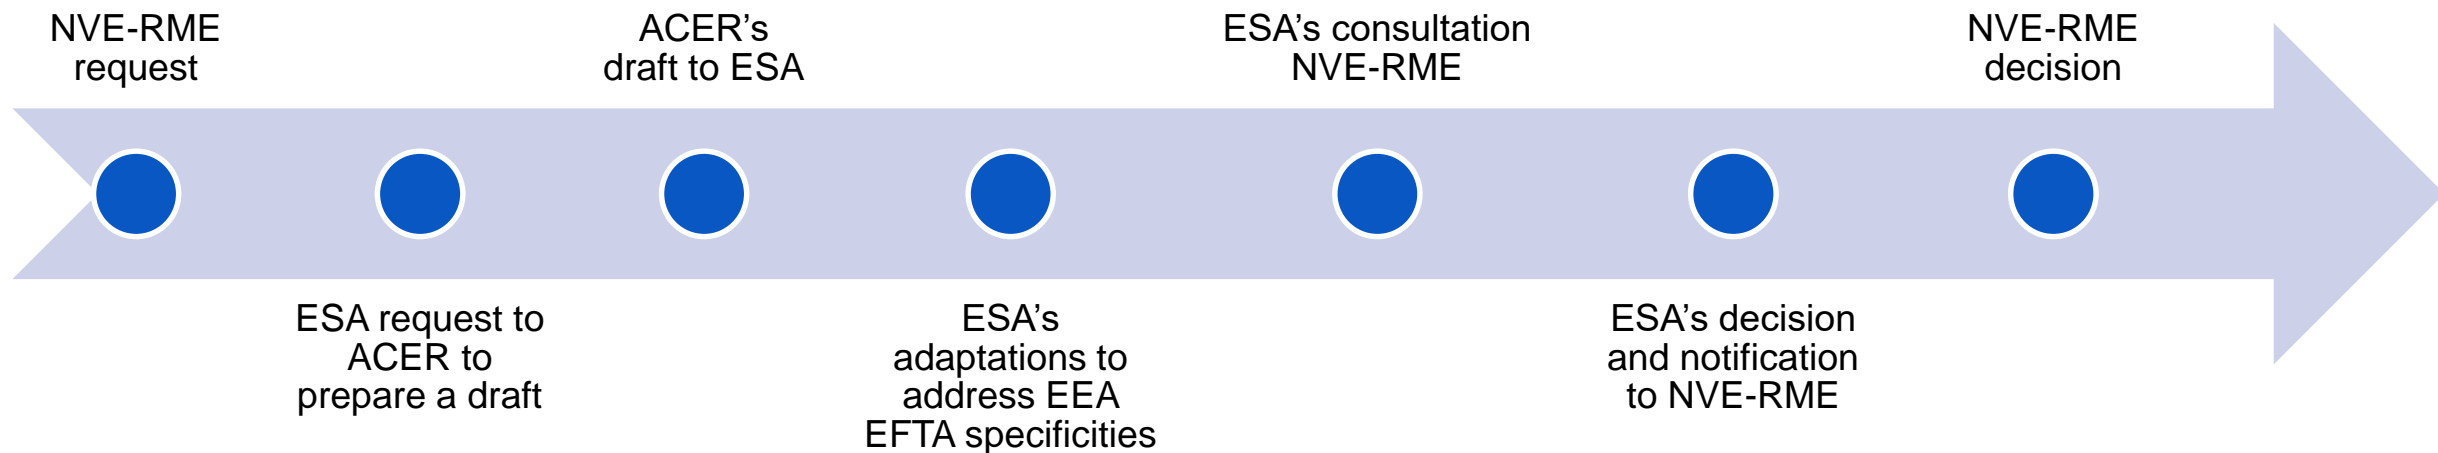 NVE-RME
request
ESA request to
ACER to
prepare a draft
ACER’s
draft to ESA
ESA’s
adaptations to
address EEA
EFTA specificities
ESA’s consultation
NVE-RME
ESA’s decision
and notification
to NVE-RME
NVE-RME
decision